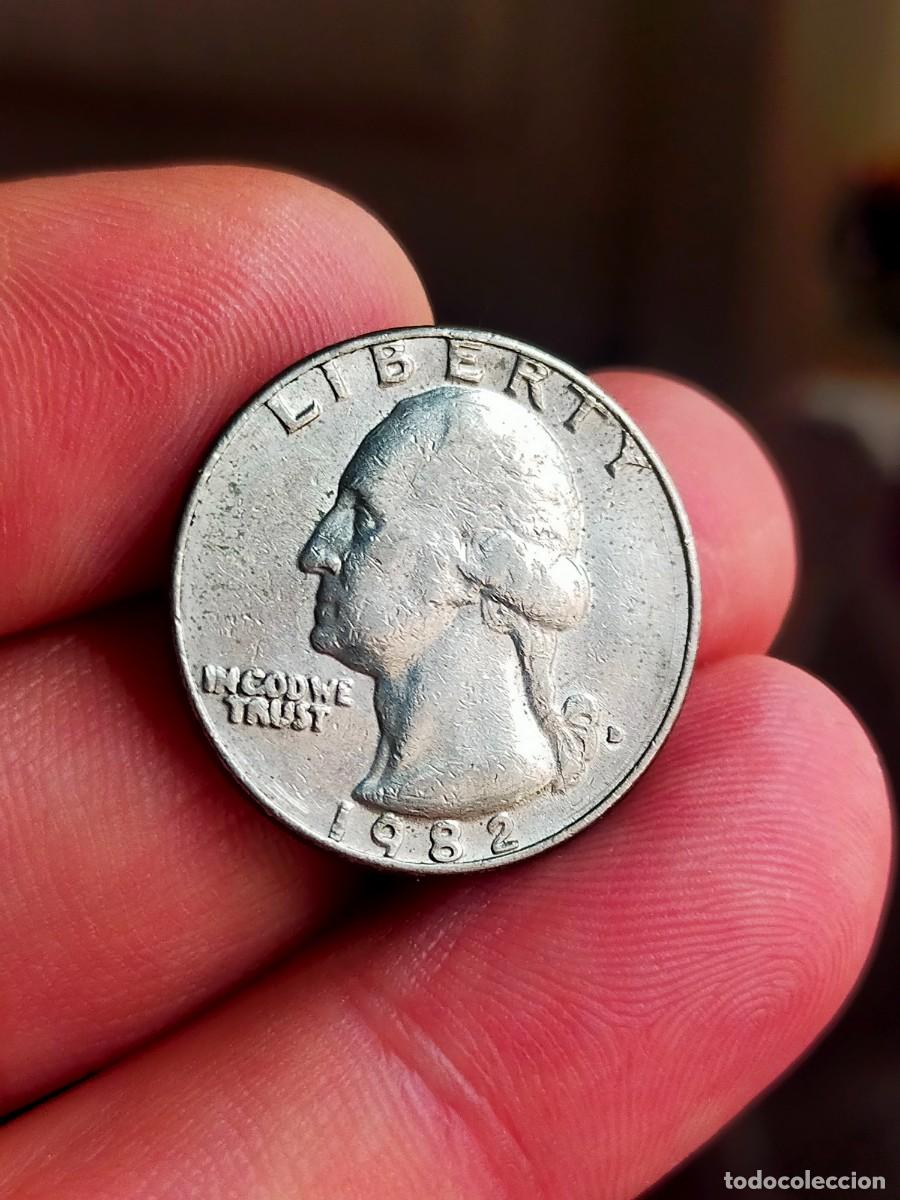 LIBERTY
IN GOD WE
TRUST
D
1982
todocoleccion